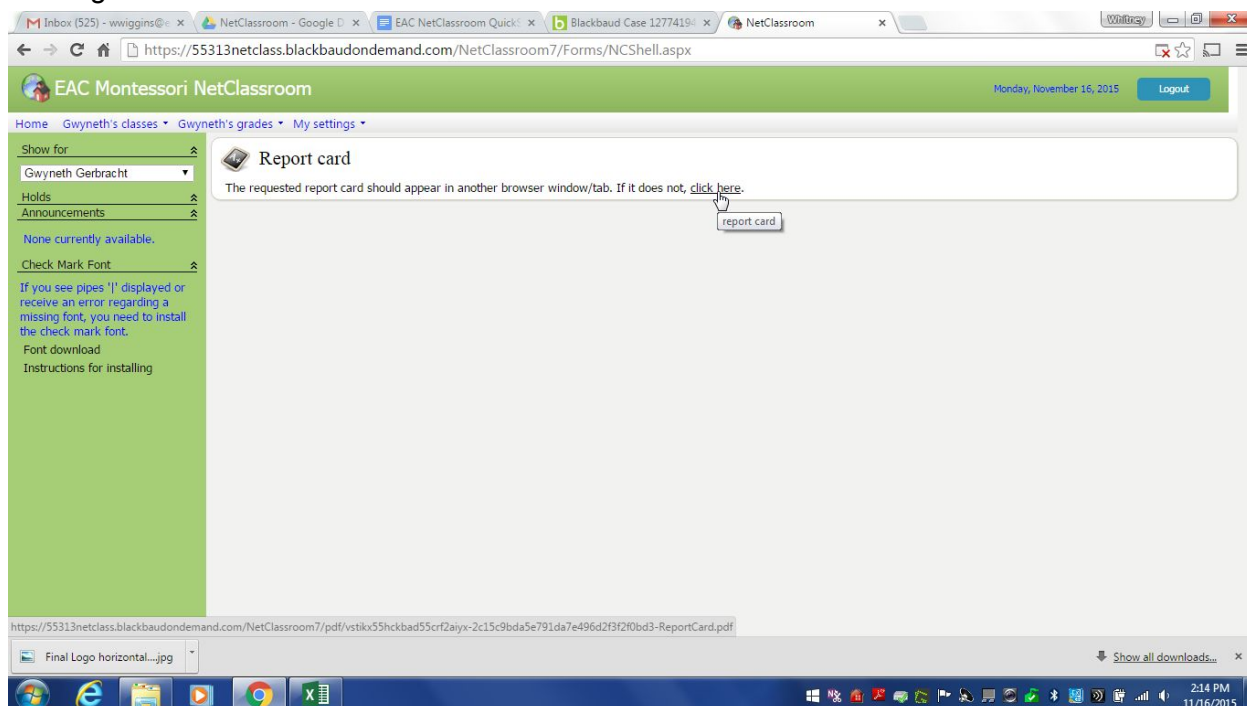 Inbox (525) - wwiggins@e
NetClassroom - Google D
EAC NetClassroom QuickS
Blackbaud Case 12774194
NetClassroom
Whitney
https://55313netclass.blackbaudondemand.com/NetClassroom7/Forms/NCShell.aspx
EAC Montessori NetClassroom
Monday, November 16, 2015
Logout
Home Gwyneth's classes Gwyneth's grades My settings
Show for
Gwyneth Gerbracht
Holds
Announcements
None currently available.
Check Mark Font
If you see pipes '|' displayed or
receive an error regarding a
missing font, you need to install
the check mark font.
Font download
Instructions for installing
Report card
The requested report card should appear in another browser window/tab. If it does not, click here.
report card
https://55313netclass.blackbaudondemand.com/NetClassroom7/pdf/vstikx55hckbad55crf2aiyx-2c15c9bda5e791da7e496d2f3f2f0bd3-ReportCard.pdf
Final Logo horizontal....jpg
Show all downloads...
2:14 PM
11/16/2015